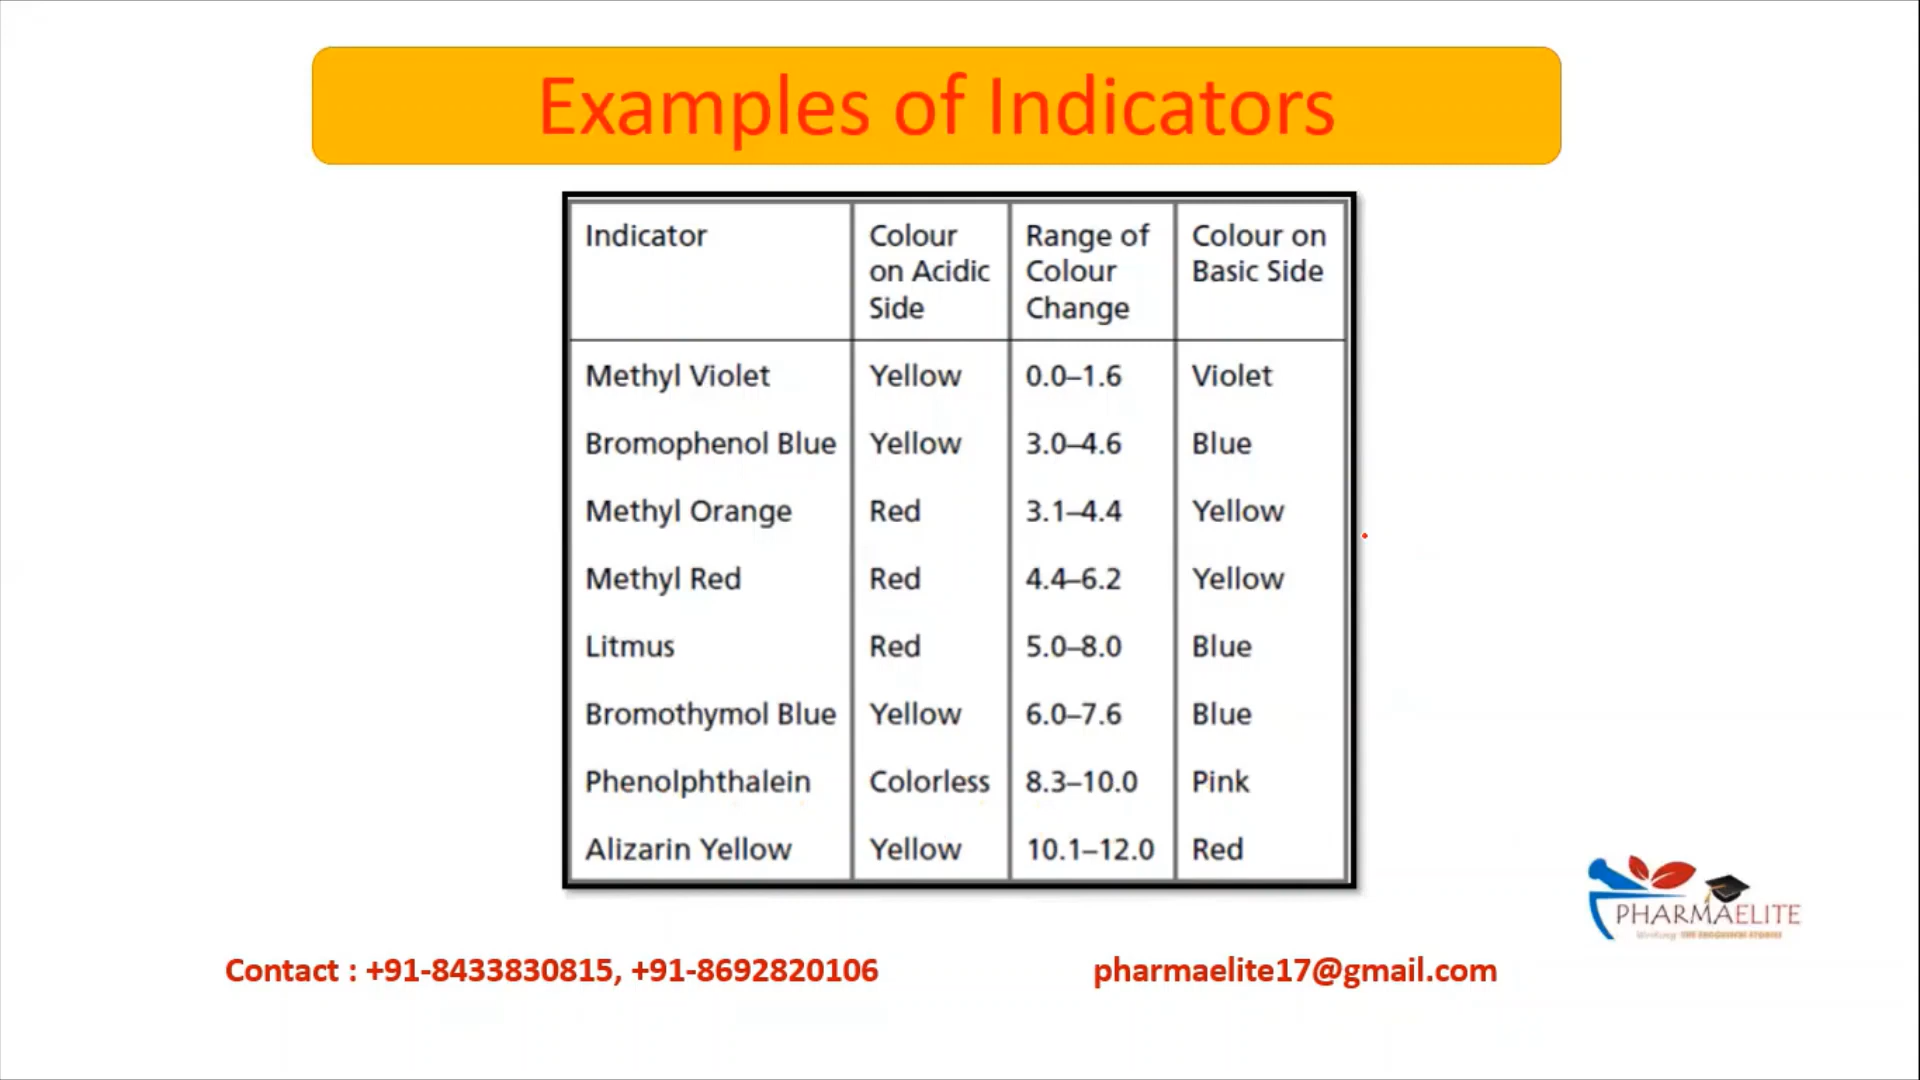 Examples of Indicators
Indicator Colour on Acidic Side Range of Colour Change Colour on Basic Side
Methyl Violet Yellow 0.0–1.6 Violet
Bromophenol Blue Yellow 3.0–4.6 Blue
Methyl Orange Red 3.1–4.4 Yellow
Methyl Red Red 4.4–6.2 Yellow
Litmus Red 5.0–8.0 Blue
Bromothymol Blue Yellow 6.0–7.6 Blue
Phenolphthalein Colorless 8.3–10.0 Pink
Alizarin Yellow Yellow 10.1–12.0 Red
PHARMAELITE
Contact : +91-8433830815, +91-8692820106 pharmaelite17@gmail.com